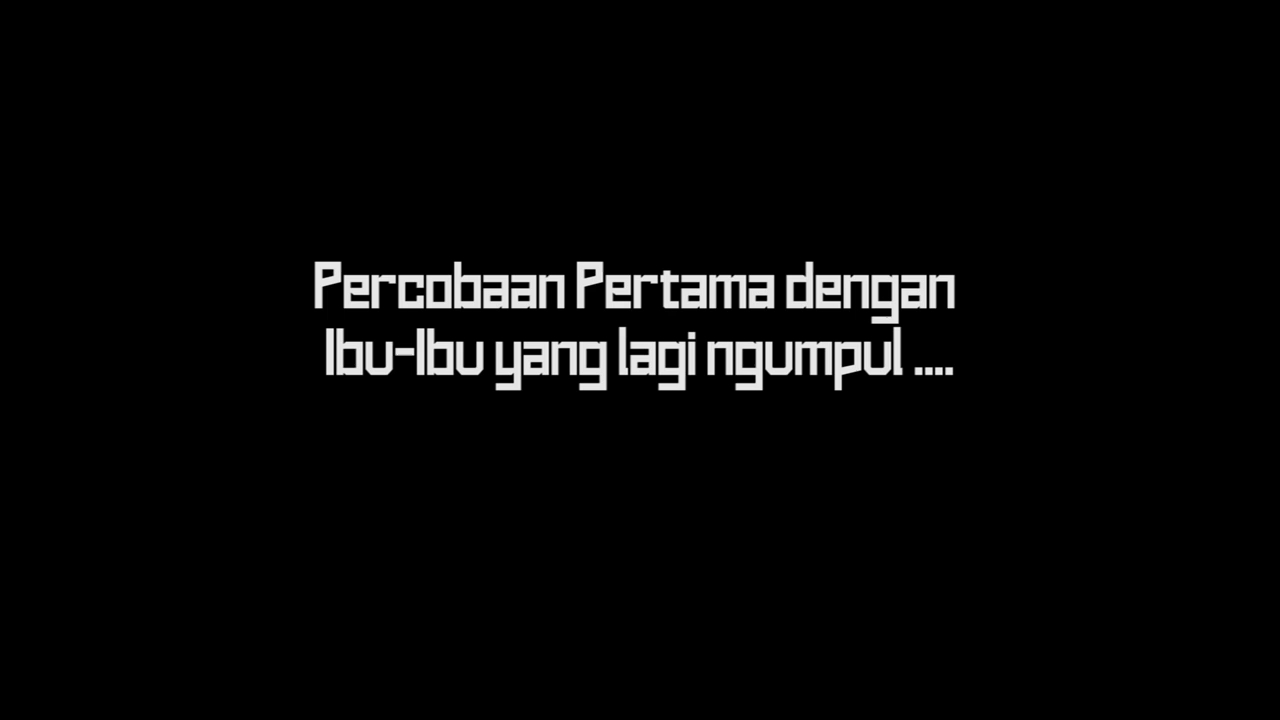 Percobaan Pertama dengan
Ibu-Ibu yang lagi ngumpul ....